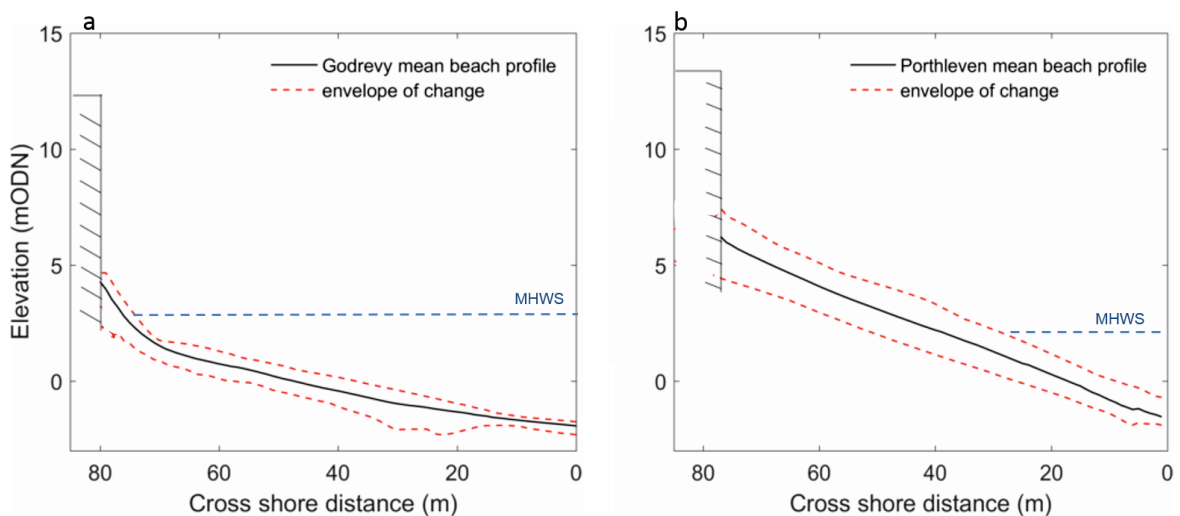 a
15
10
5
0
Elevation (mODN)
Godrevy mean beach profile
envelope of change
MHWS
80 60 40 20 0
Cross shore distance (m)
b
15
10
5
0
Porthleven mean beach profile
envelope of change
MHWS
80 60 40 20 0
Cross shore distance (m)